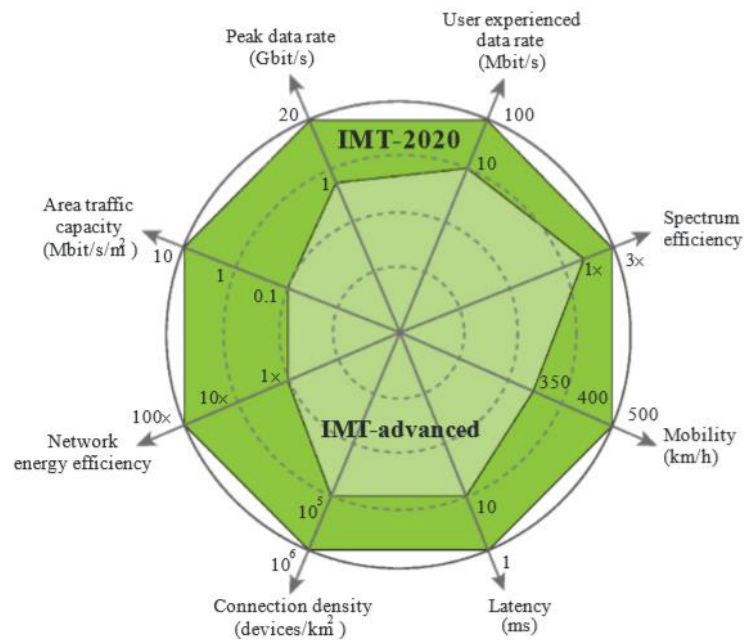 Peak data rate
(Gbit/s)
User experienced
data rate
(Mbit/s)
20
100
IMT-2020
1
10
Area traffic
capacity
(Mbit/s/m²)
Spectrum
efficiency
10
1
0.1
1×
3×
1×
10×
100×
350
400
500
Network
energy efficiency
IMT-advanced
Mobility
(km/h)
10⁵
10
10⁶
1
Connection density
(devices/km²)
Latency
(ms)